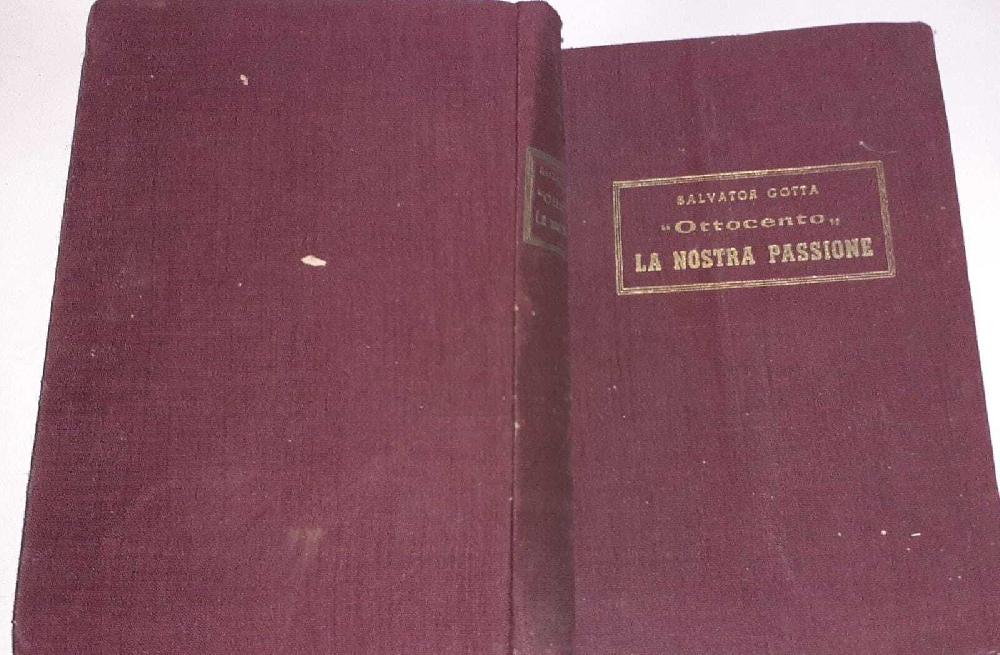 SALVATOR GOTTA
"Ottocento„
LA NOSTRA PASSIONE